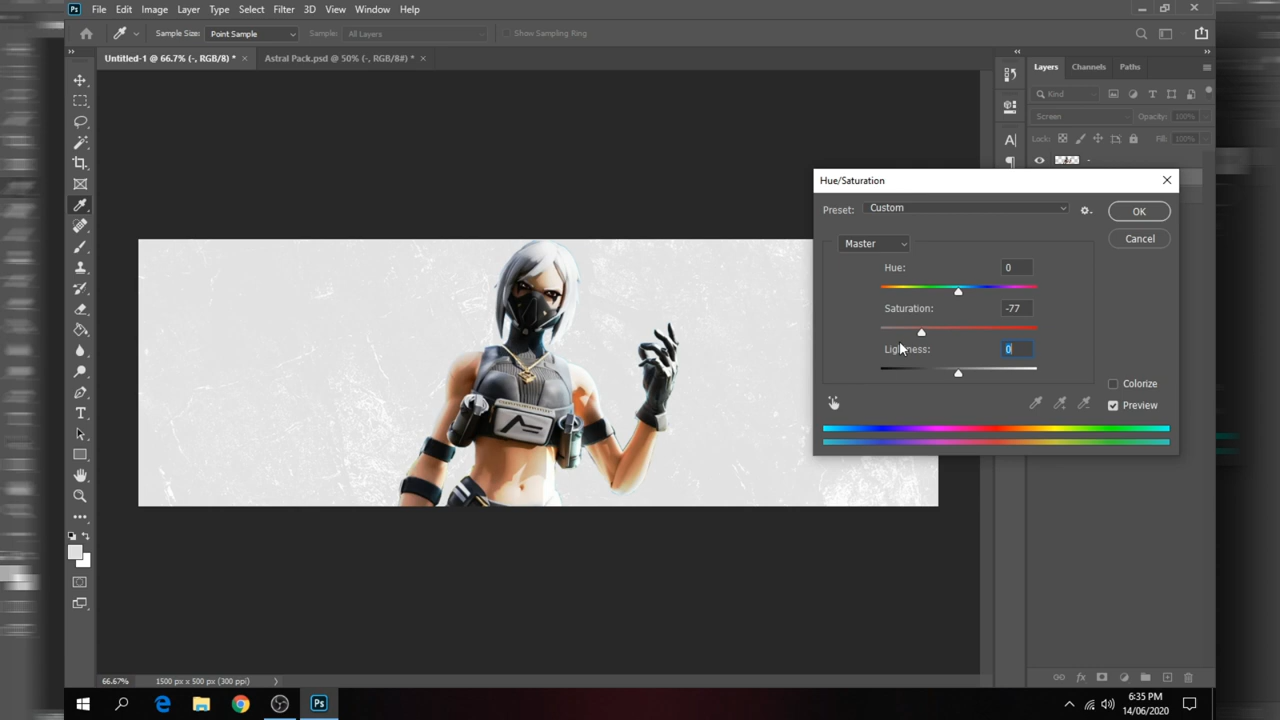 Ps File Edit Image Layer Type Select Filter 3D View Window Help
Sample Size: Point Sample Sample: All Layers Show Sampling Ring
Untitled-1 @ 66.7% (-, RGB/8) * × Astral Pack.psd @ 50% (-, RGB/8#) * ×
Layers Channels Paths
Kind
Screen Opacity: 100%
Lock: Fill: 100%
Hue/Saturation
Preset: Custom
OK
Master
Cancel
Hue: 0
Saturation: -77
Lightness: 0
Colorize
Preview
66.67% 1500 px x 500 px (300 ppi)
Ps
6:35 PM
14/06/2020